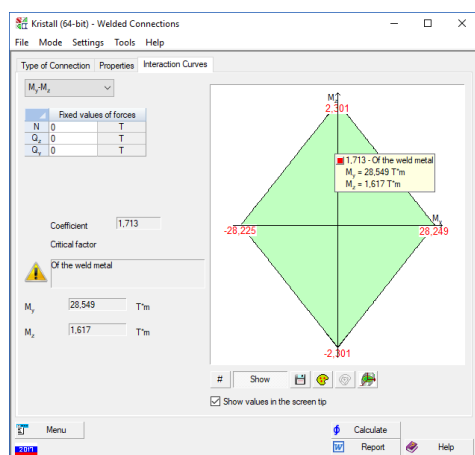 Kristall (64-bit) - Welded Connections
File Mode Settings Tools Help
Type of Connection Properties Interaction Curves
My-Mz
Fixed values of forces
N 0 T
Qz 0 T
Qy 0 T
Coefficient 1,713
Critical factor
Of the weld metal
My 28,549 T*m
Mz 1,617 T*m
Mz
2,301
1,713 - Of the weld metal
My = 28,549 T*m
Mz = 1,617 T*m
My
-28,225
28,249
-2,301
# Show
Show values in the screen tip
Menu
Calculate
Report
Help